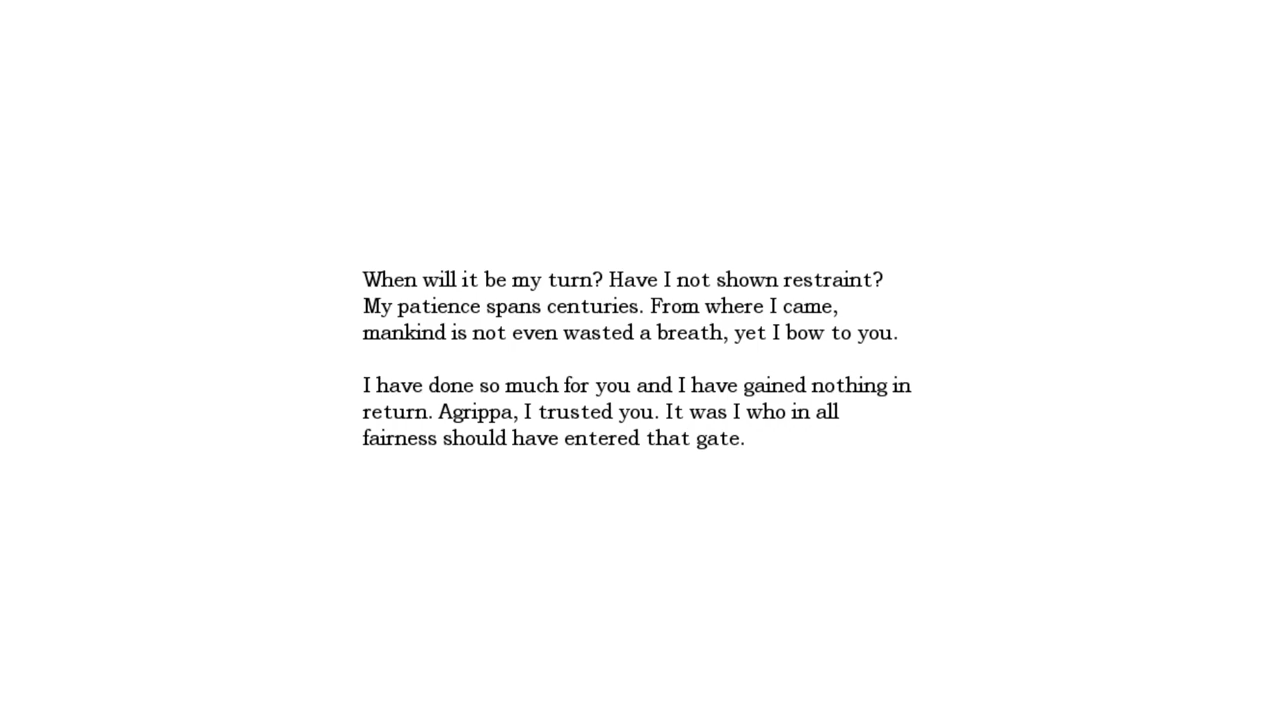 When will it be my turn? Have I not shown restraint?
My patience spans centuries. From where I came,
mankind is not even wasted a breath, yet I bow to you.
I have done so much for you and I have gained nothing in
return. Agrippa, I trusted you. It was I who in all
fairness should have entered that gate.